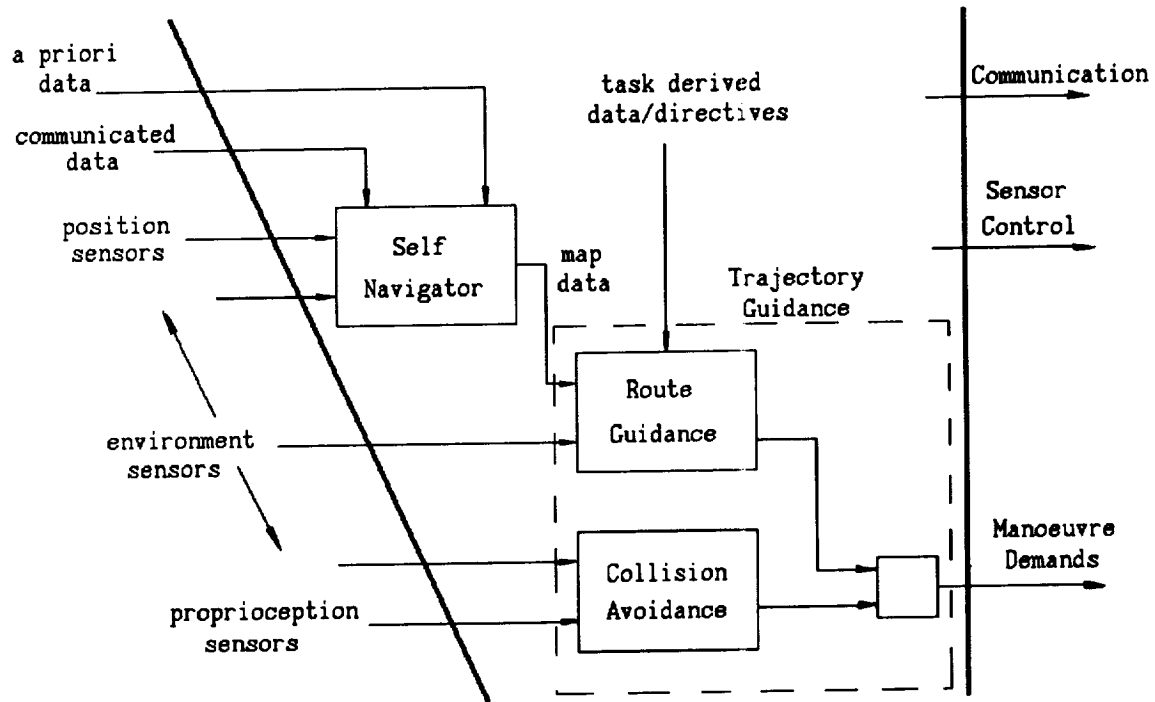 a priori
data
communicated
data
position
sensors
environment
sensors
proprioception
sensors
Self
Navigator
map
data
task derived
data/directives
Trajectory
Guidance
Route
Guidance
Collision
Avoidance
Communication
Sensor
Control
Manoeuvre
Demands